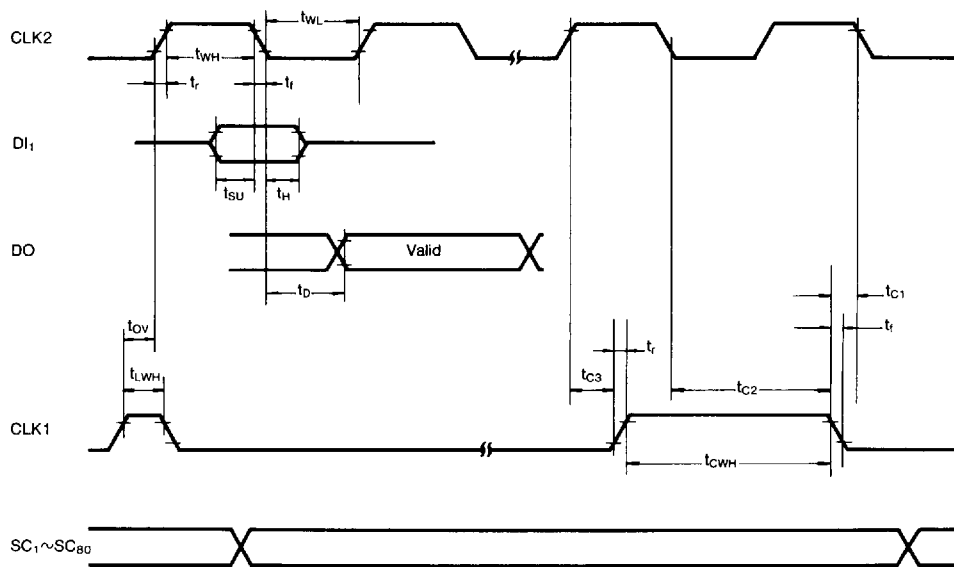 CLK2
tWL
tWH
tr
tf
DI1
tSU
tH
DO
Valid
tD
tC1
tOV
tf
tr
tLWH
tC3
tC2
CLK1
tCWH
SC1~SC80